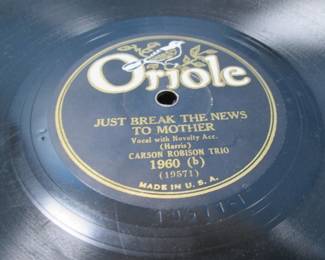 Oriole
JUST BREAK THE NEWS
TO MOTHER
Vocal with Novelty Acc.
(Harris)
CARSON ROBISON TRIO
1960 (b)
(19571)
MADE IN U.S.A.